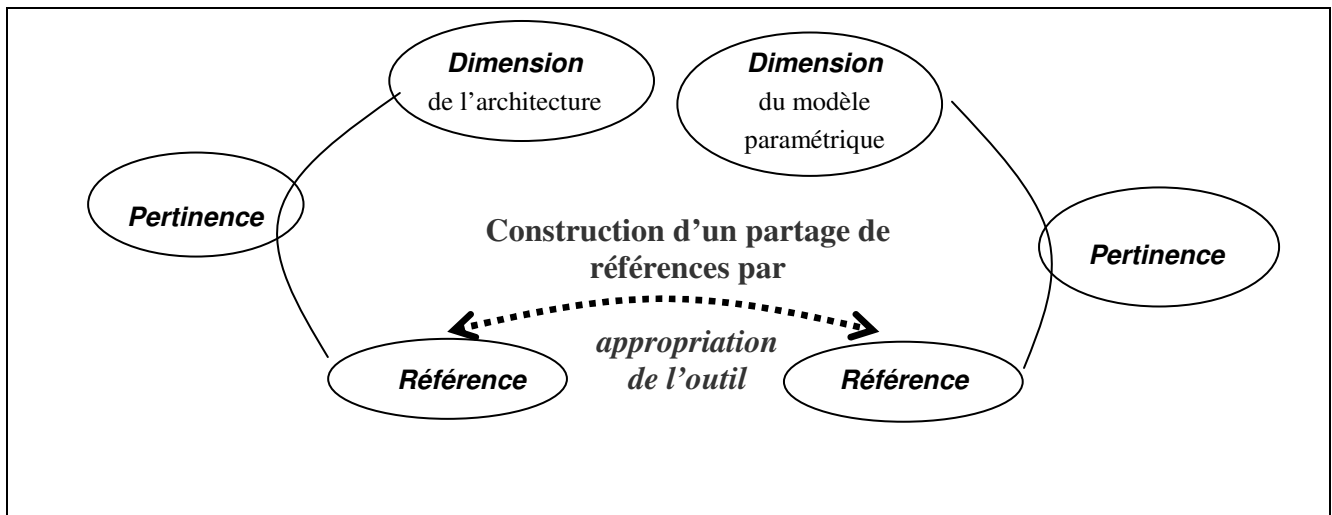 Dimension
de l’architecture
Dimension
du modèle
paramétrique
Pertinence
Construction d’un partage de
références par
Pertinence
appropriation
de l’outil
Référence
Référence